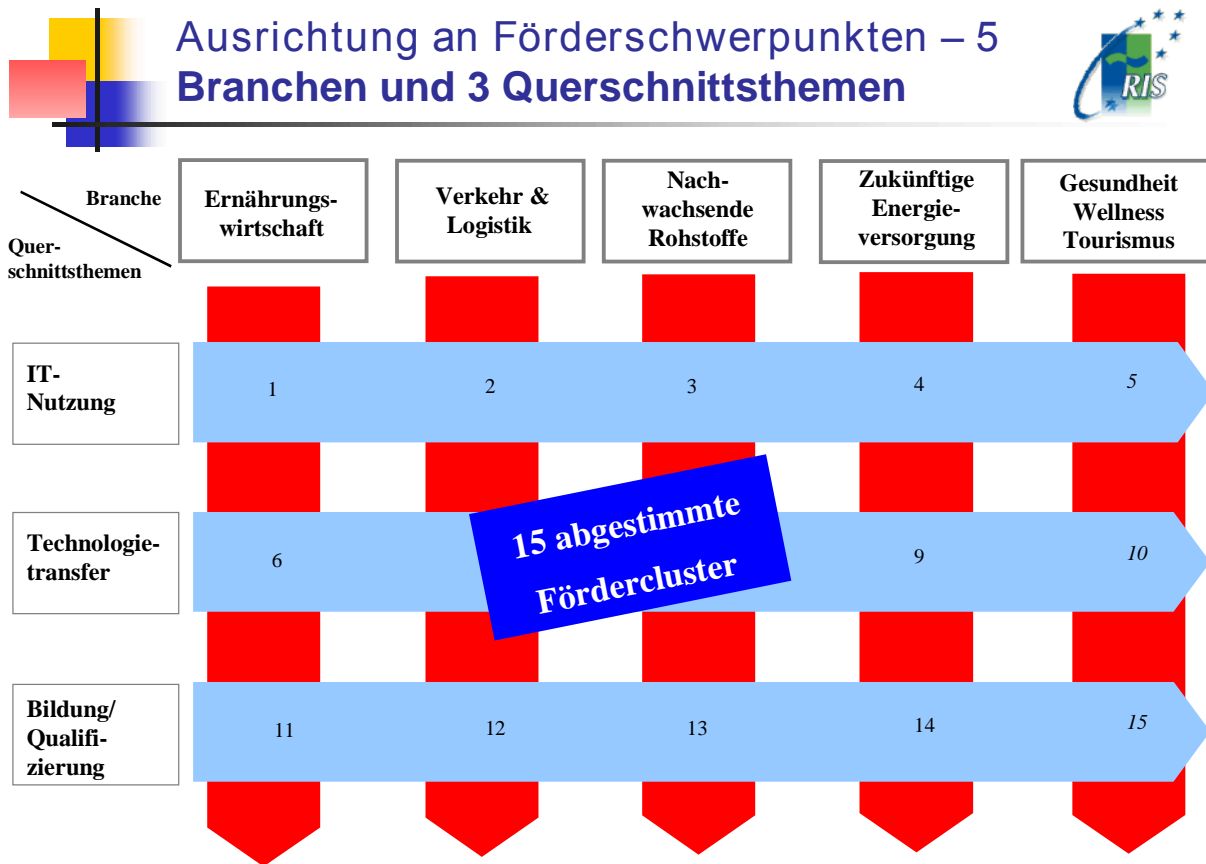 Ausrichtung an Förderschwerpunkten – 5
Branchen und 3 Querschnittsthemen
RIS
Branche
Quer-
schnittsthemen
Ernährungs-
wirtschaft
Verkehr &
Logistik
Nach-
wachsende
Rohstoffe
Zukünftige
Energie-
versorgung
Gesundheit
Wellness
Tourismus
IT-
Nutzung
1
2
3
4
5
Technologie-
transfer
6
15 abgestimmte
Fördercluster
9
10
Bildung/
Qualifi-
zierung
11
12
13
14
15